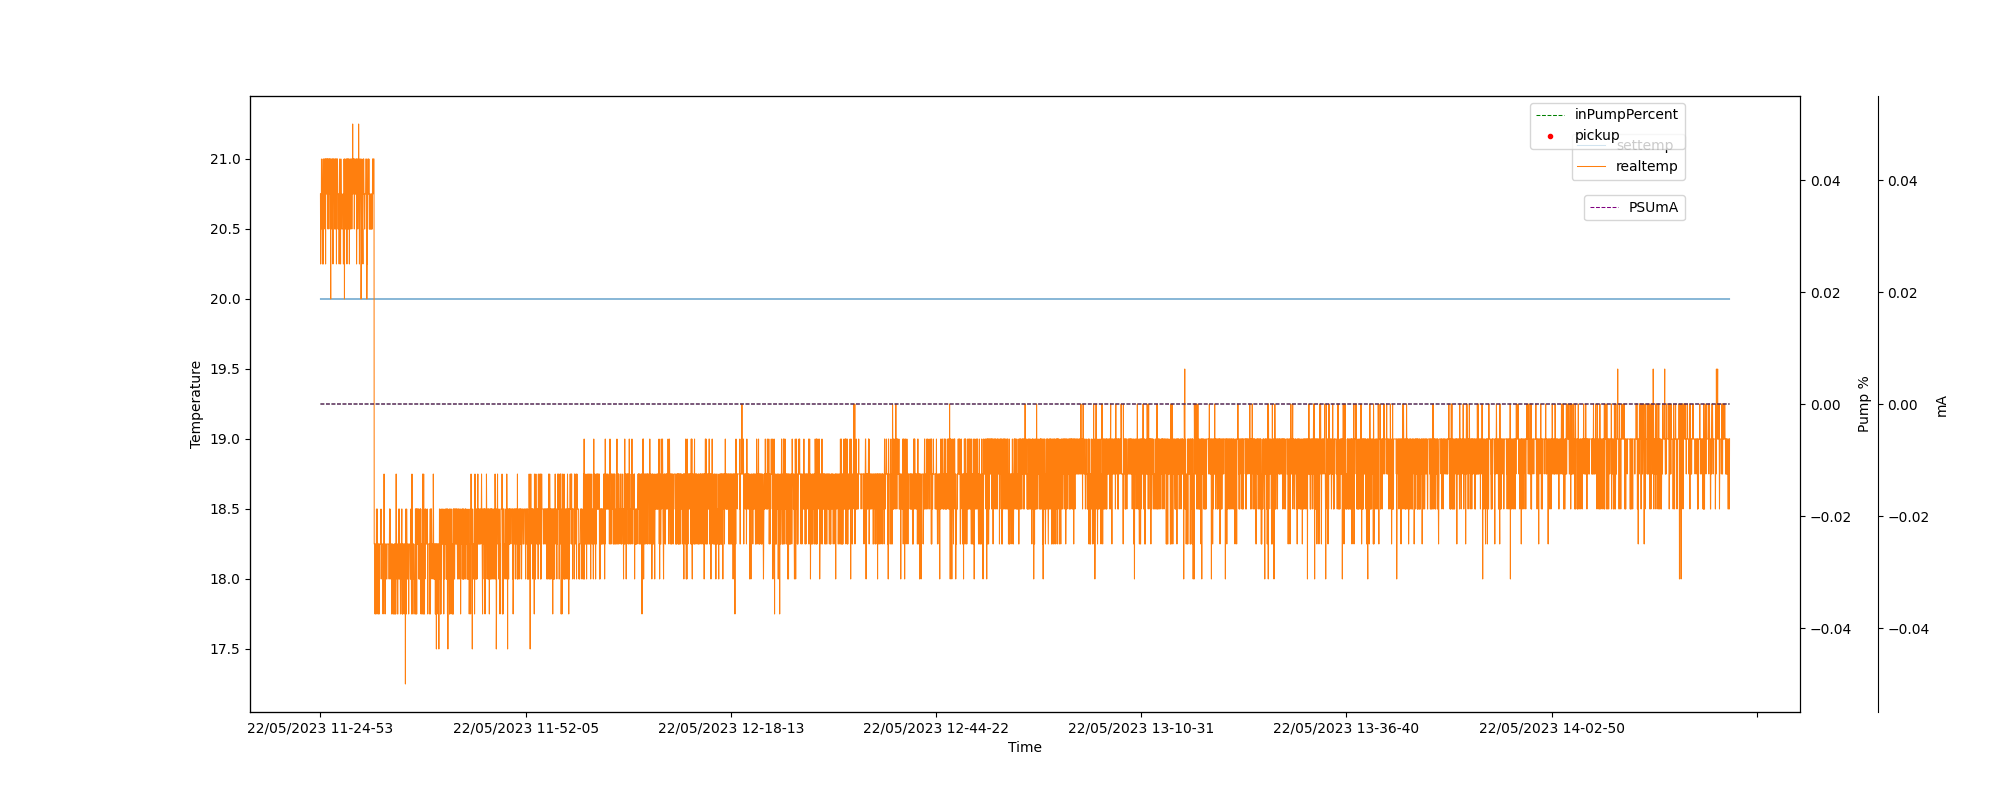 inPumpPercent
pickup
settemp
realtemp
PSUmA
21.0
20.5
20.0
19.5
19.0
18.5
18.0
17.5
Temperature
0.04
0.02
0.00
−0.02
−0.04
Pump %
0.04
0.02
0.00
−0.02
−0.04
mA
22/05/2023 11-24-53
22/05/2023 11-52-05
22/05/2023 12-18-13
22/05/2023 12-44-22
22/05/2023 13-10-31
22/05/2023 13-36-40
22/05/2023 14-02-50
Time